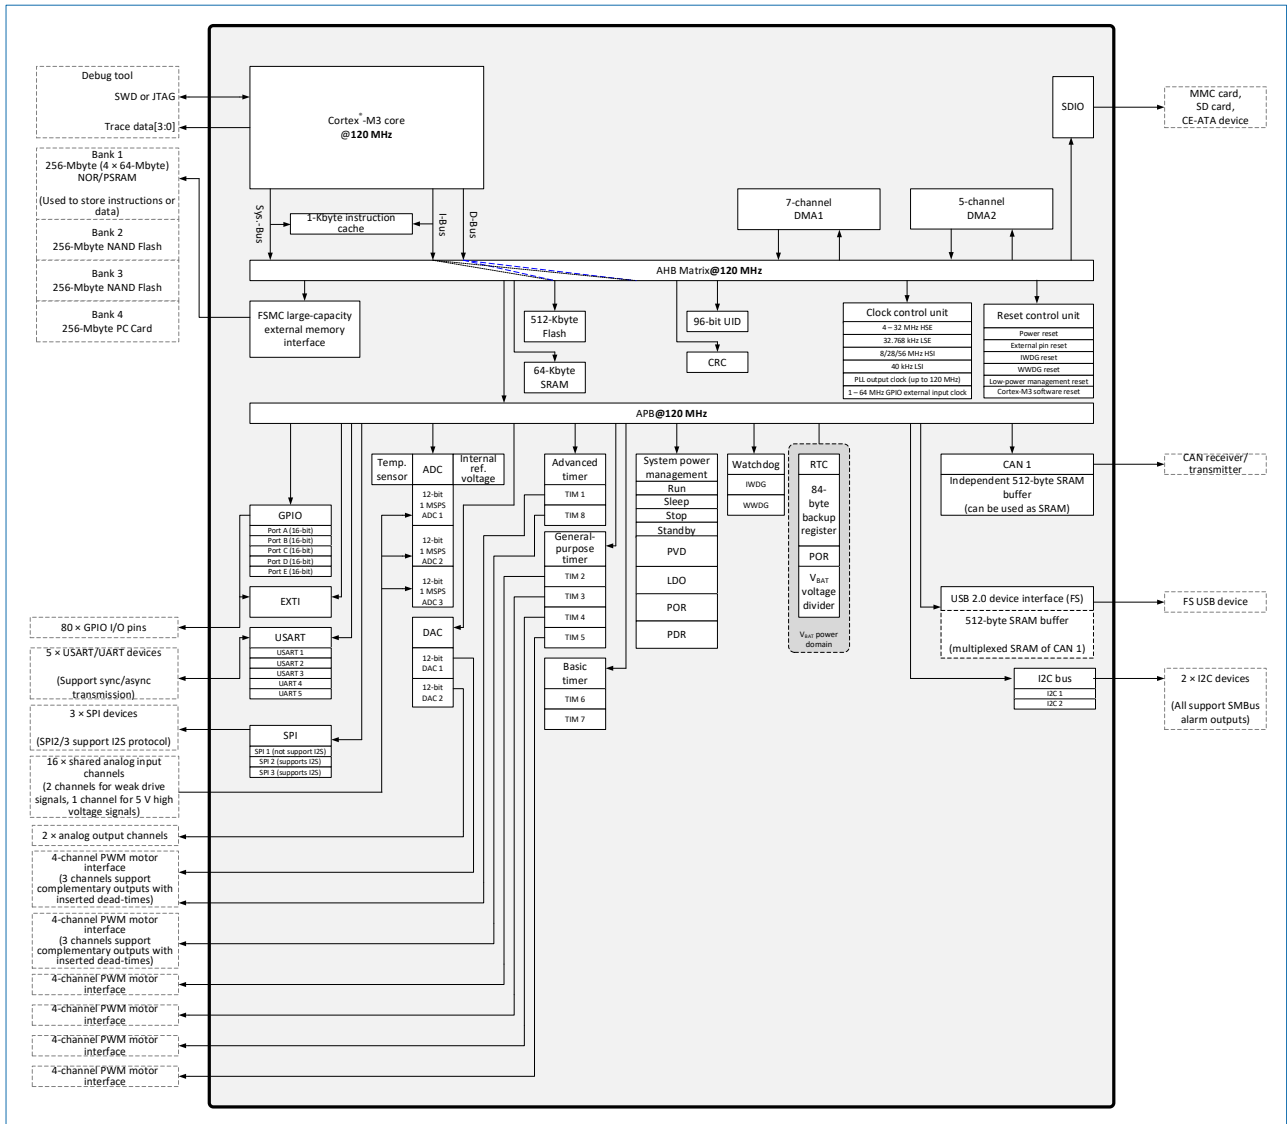 Debug tool
SWD or JTAG
Trace data[3:0]
Bank 1
256-Mbyte (4 × 64-Mbyte)
NOR/PSRAM
(Used to store instructions or
data)
Bank 2
256-Mbyte NAND Flash
Bank 3
256-Mbyte NAND Flash
Bank 4
256-Mbyte PC Card
Cortex®-M3 core
@120 MHz
Sys.-Bus
1-Kbyte instruction
cache
I-Bus
D-Bus
7-channel
DMA1
5-channel
DMA2
SDIO
MMC card,
SD card,
CE-ATA device
AHB Matrix@120 MHz
FSMC large-capacity
external memory
interface
512-Kbyte
Flash
64-Kbyte
SRAM
96-bit UID
CRC
Clock control unit
4 – 32 MHz HSE
32.768 kHz LSE
8/28/56 MHz HSI
40 kHz LSI
PLL output clock (up to 120 MHz)
1 – 64 MHz GPIO external input clock
Reset control unit
Power reset
External pin reset
IWDG reset
WWDG reset
Low-power management reset
Cortex-M3 software reset
APB@120 MHz
GPIO
Port A (16-bit)
Port B (16-bit)
Port C (16-bit)
Port D (16-bit)
Port E (16-bit)
EXTI
USART
USART 1
USART 2
USART 3
UART 4
UART 5
SPI
SPI 1 (not support I2S)
SPI 2 (supports I2S)
SPI 3 (supports I2S)
Temp.
sensor
ADC
Internal
ref.
voltage
12-bit
1 MSPS
ADC 1
12-bit
1 MSPS
ADC 2
12-bit
1 MSPS
ADC 3
DAC
12-bit
DAC 1
12-bit
DAC 2
Advanced
timer
TIM 1
TIM 8
General-
purpose
timer
TIM 2
TIM 3
TIM 4
TIM 5
Basic
timer
TIM 6
TIM 7
System power
management
Run
Sleep
Stop
Standby
PVD
LDO
POR
PDR
Watchdog
IWDG
WWDG
RTC
84-
byte
backup
register
POR
VBAT
voltage
divider
VBAT power
domain
CAN 1
Independent 512-byte SRAM
buffer
(can be used as SRAM)
USB 2.0 device interface (FS)
512-byte SRAM buffer
(multiplexed SRAM of CAN 1)
I2C bus
I2C 1
I2C 2
CAN receiver/
transmitter
FS USB device
2 × I2C devices
(All support SMBus
alarm outputs)
80 × GPIO I/O pins
5 × USART/UART devices
(Support sync/async
transmission)
3 × SPI devices
(SPI2/3 support I2S protocol)
16 × shared analog input
channels
(2 channels for weak drive
signals, 1 channel for 5 V high
voltage signals)
2 × analog output channels
4-channel PWM motor
interface
(3 channels support
complementary outputs with
inserted dead-times)
4-channel PWM motor
interface
(3 channels support
complementary outputs with
inserted dead-times)
4-channel PWM motor
interface
4-channel PWM motor
interface
4-channel PWM motor
interface
4-channel PWM motor
interface